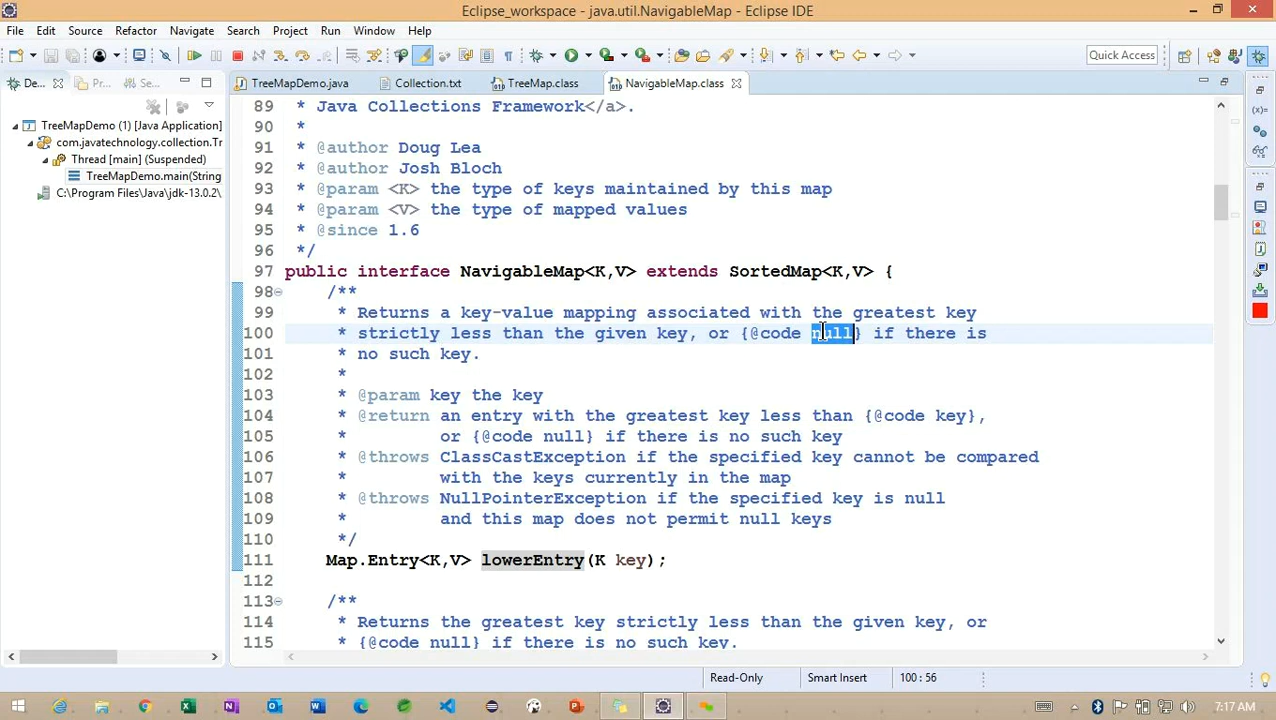 Eclipse_workspace - java.util.NavigableMap - Eclipse IDE
File Edit Source Refactor Navigate Search Project Run Window Help
Quick Access
De... Pr... Se...
TreeMapDemo.java Collection.txt TreeMap.class NavigableMap.class
TreeMapDemo (1) [Java Application]
com.javatechnology.collection.Tr
Thread [main] (Suspended)
TreeMapDemo.main(String
C:\Program Files\Java\jdk-13.0.2\
89 * Java Collections Framework</a>.
90 *
91 * @author Doug Lea
92 * @author Josh Bloch
93 * @param <K> the type of keys maintained by this map
94 * @param <V> the type of mapped values
95 * @since 1.6
96 */
97 public interface NavigableMap<K,V> extends SortedMap<K,V> {
98 /**
99 * Returns a key-value mapping associated with the greatest key
100 * strictly less than the given key, or {@code null} if there is
101 * no such key.
102 *
103 * @param key the key
104 * @return an entry with the greatest key less than {@code key},
105 * or {@code null} if there is no such key
106 * @throws ClassCastException if the specified key cannot be compared
107 * with the keys currently in the map
108 * @throws NullPointerException if the specified key is null
109 * and this map does not permit null keys
110 */
111 Map.Entry<K,V> lowerEntry(K key);
112
113 /**
114 * Returns the greatest key strictly less than the given key, or
115 * {@code null} if there is no such key.
Read-Only Smart Insert 100 : 56
7:17 AM